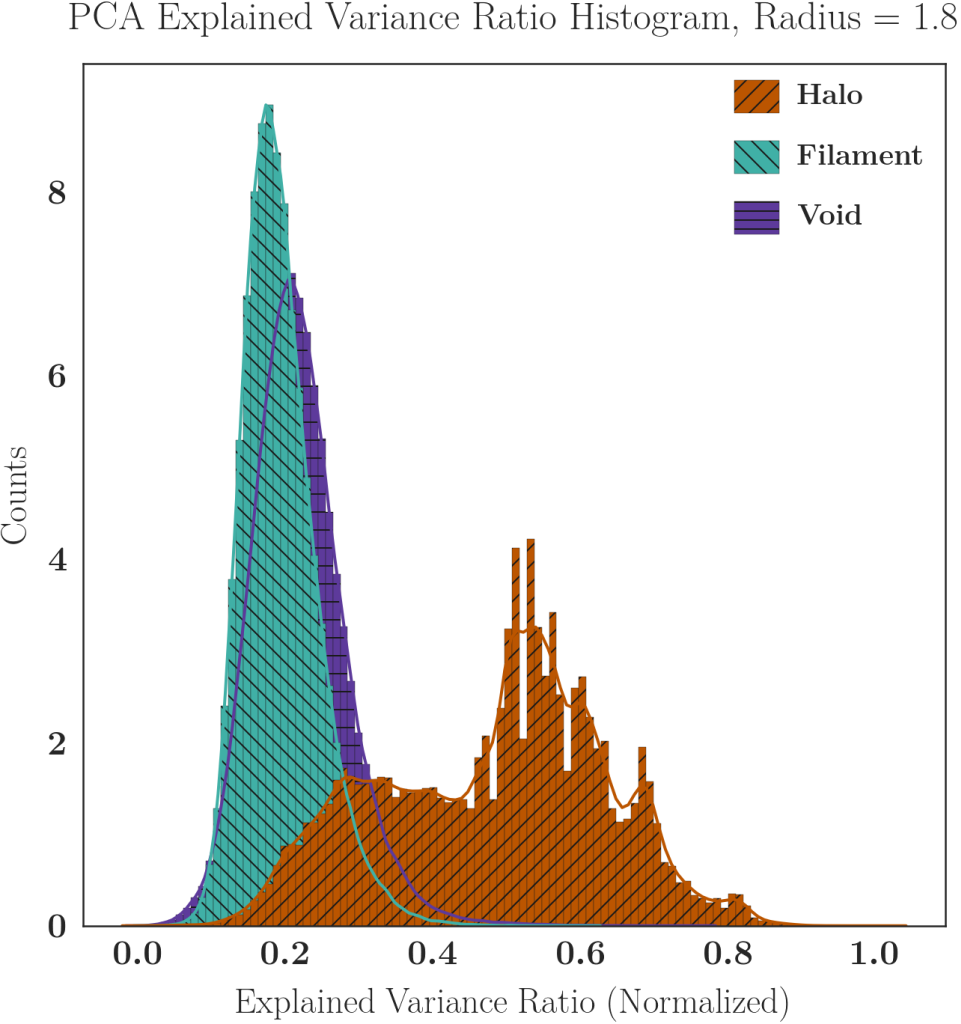 PCA Explained Variance Ratio Histogram, Radius = 1.8
Halo
Filament
Void
8
6
4
2
0
Counts
0.0 0.2 0.4 0.6 0.8 1.0
Explained Variance Ratio (Normalized)